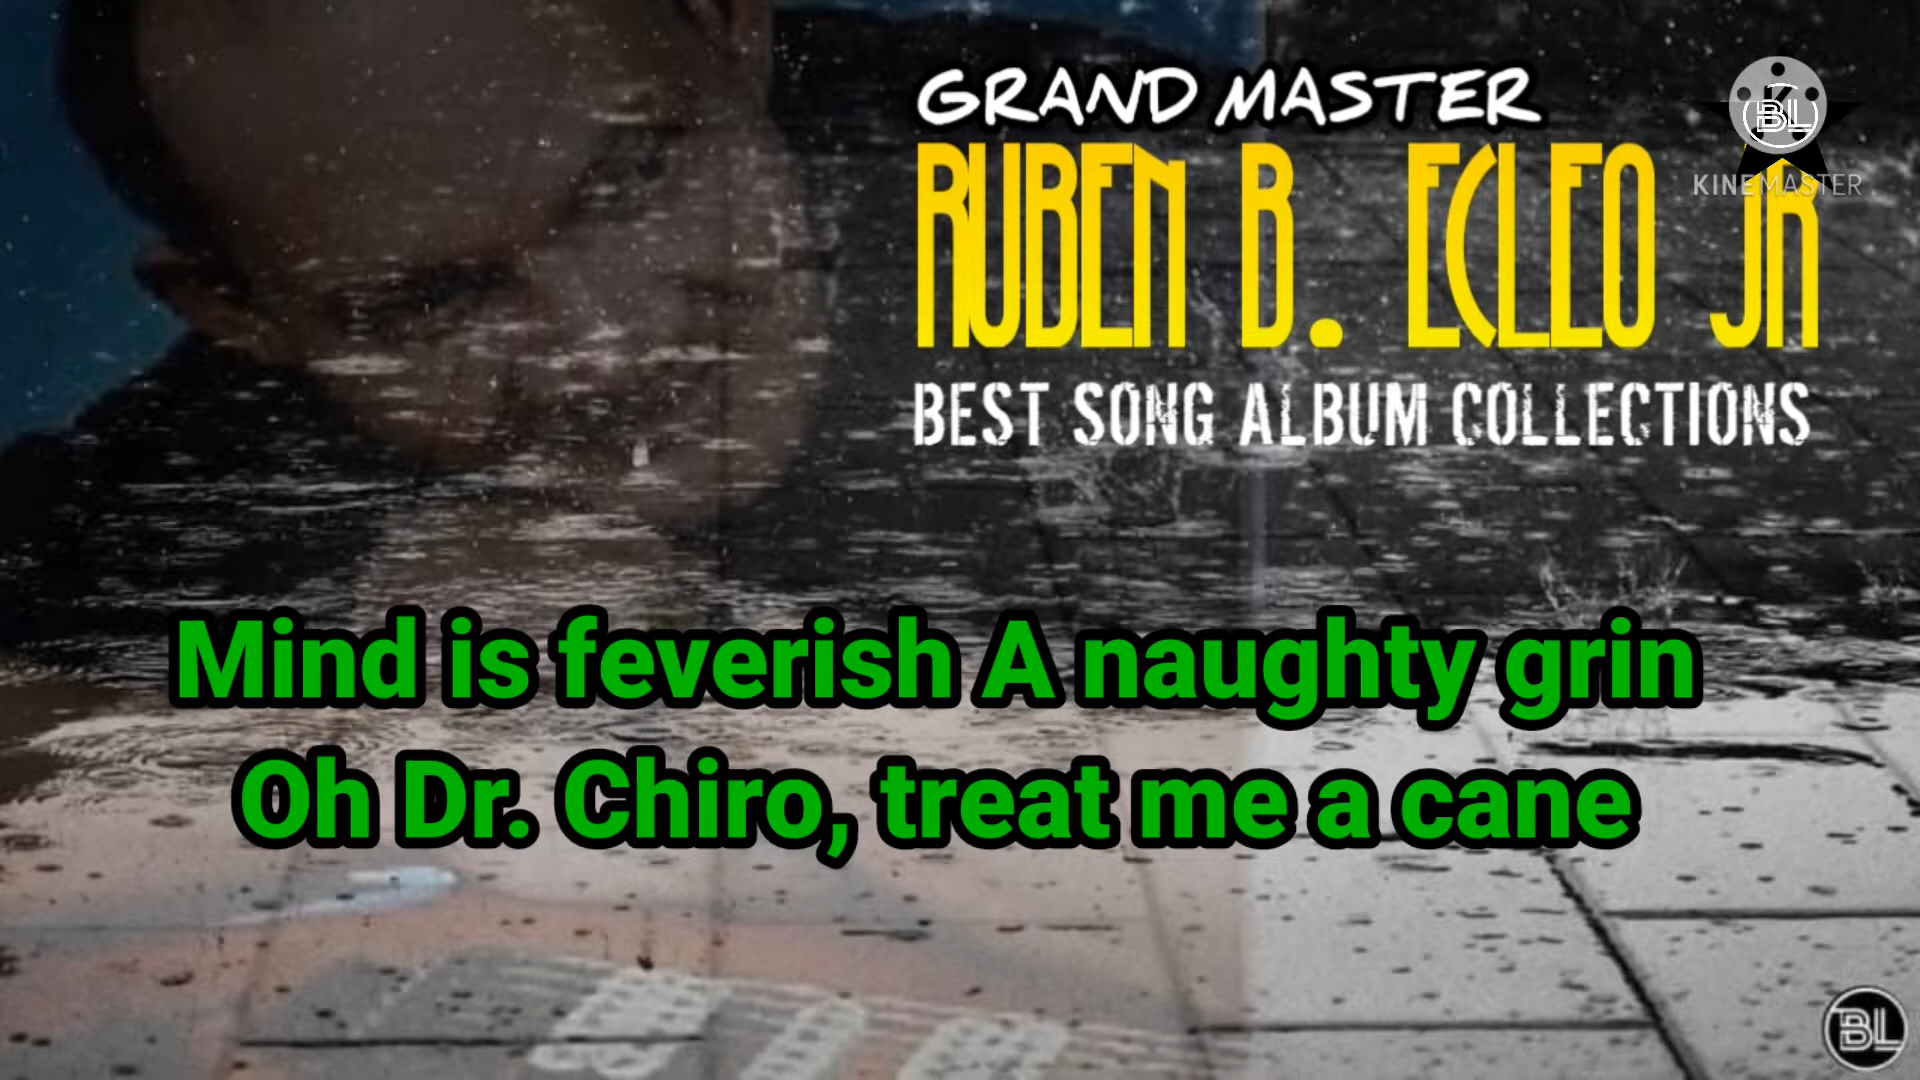 GRAND MASTER
RUBEN B. ECLEO JR
BL
KINEMASTER
BEST SONG ALBUM COLLECTIONS
Mind is feverish A naughty grin
Oh Dr. Chiro, treat me a cane
BL